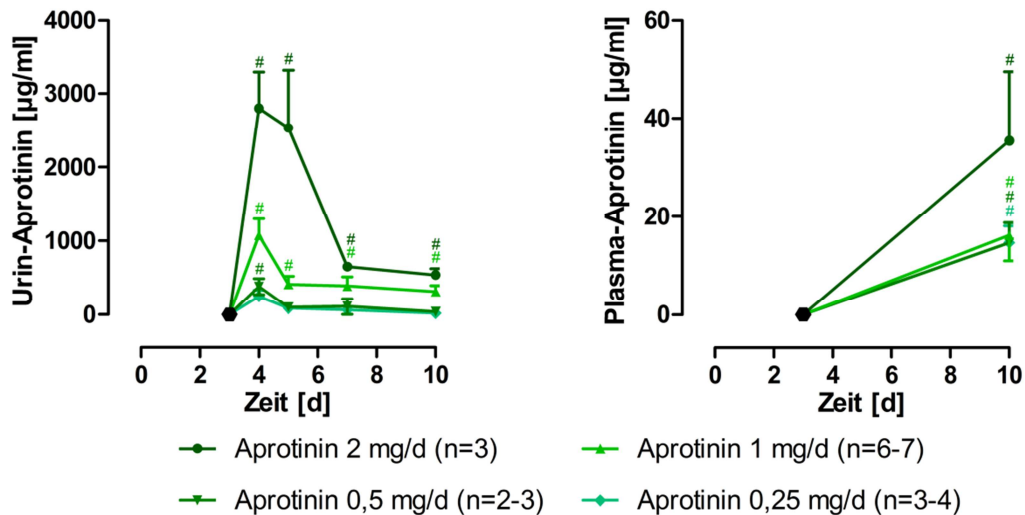 Urin-Aprotinin [µg/ml]
4000
3000
2000
1000
0
# #
#
#
#
#
#
#
#
0 2 4 6 8 10
Zeit [d]
Plasma-Aprotinin [µg/ml]
60
40
20
0
#
#
#
#
0 2 4 6 8 10
Zeit [d]
Aprotinin 2 mg/d (n=3)
Aprotinin 1 mg/d (n=6-7)
Aprotinin 0,5 mg/d (n=2-3)
Aprotinin 0,25 mg/d (n=3-4)